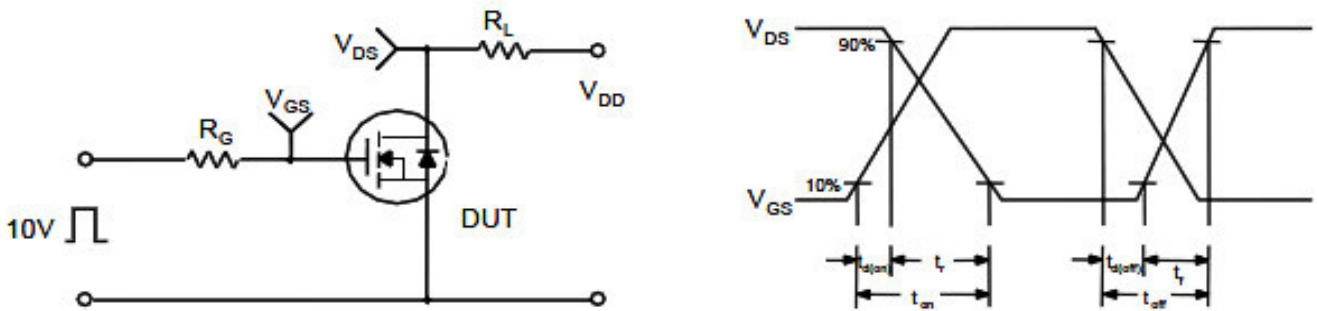 R_L
V_DS
V_DD
V_GS
R_G
10V
DUT
V_DS
90%
10%
V_GS
t_d(on)
t_r
t_d(off)
t_f
t_on
t_off